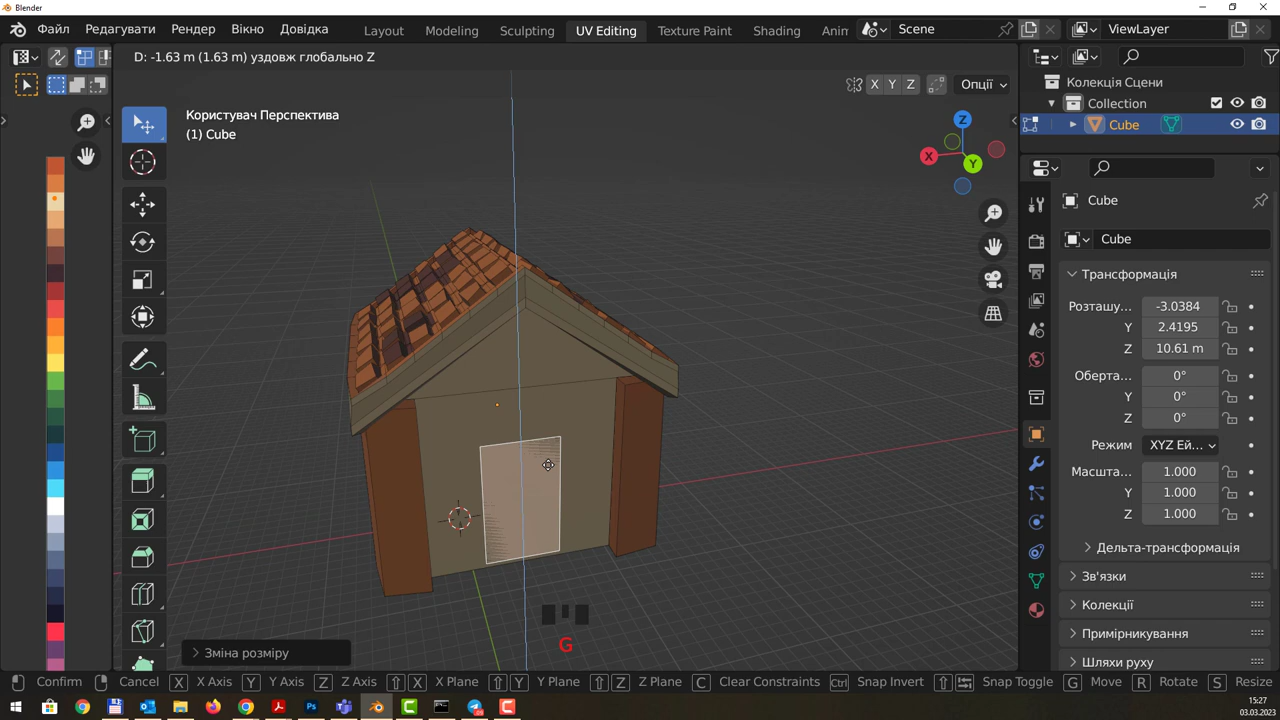 Blender
Файл Редагувати Рендер Вікно Довідка Layout Modeling Sculpting UV Editing Texture Paint Shading Anim Scene ViewLayer
D: -1.63 m (1.63 m) уздовж глобально Z
X Y Z Опції
Користувач Перспектива
(1) Cube
Колекція Сцени
Collection
Cube
Z
X
Y
Cube
Cube
Трансформація
Розташу... -3.0384
Y 2.4195
Z 10.61 m
Оберта... 0°
Y 0°
Z 0°
Режим XYZ Ей...
Масшта... 1.000
Y 1.000
Z 1.000
Дельта-трансформація
Зв'язки
Колекції
Примірникування
Шляхи руху
G
Зміна розміру
Confirm Cancel X X Axis Y Y Axis Z Z Axis X X Plane Y Y Plane Z Z Plane C Clear Constraints Ctrl Snap Invert Snap Toggle G Move R Rotate S Resize
15:27
03.03.2023